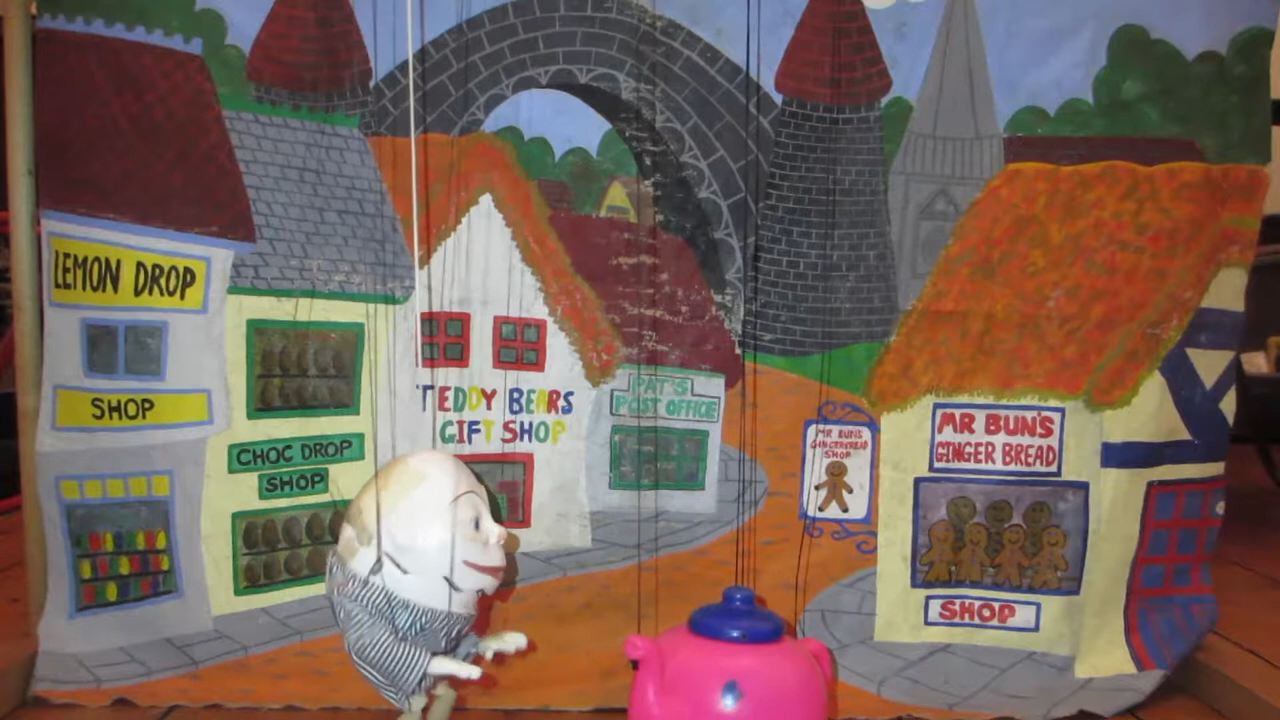 LEMON DROP
SHOP
CHOC DROP
SHOP
TEDDY BEARS
GIFT SHOP
PAT'S
POST OFFICE
MR BUN'S
GINGERBREAD
SHOP
MR BUN'S
GINGER BREAD
SHOP